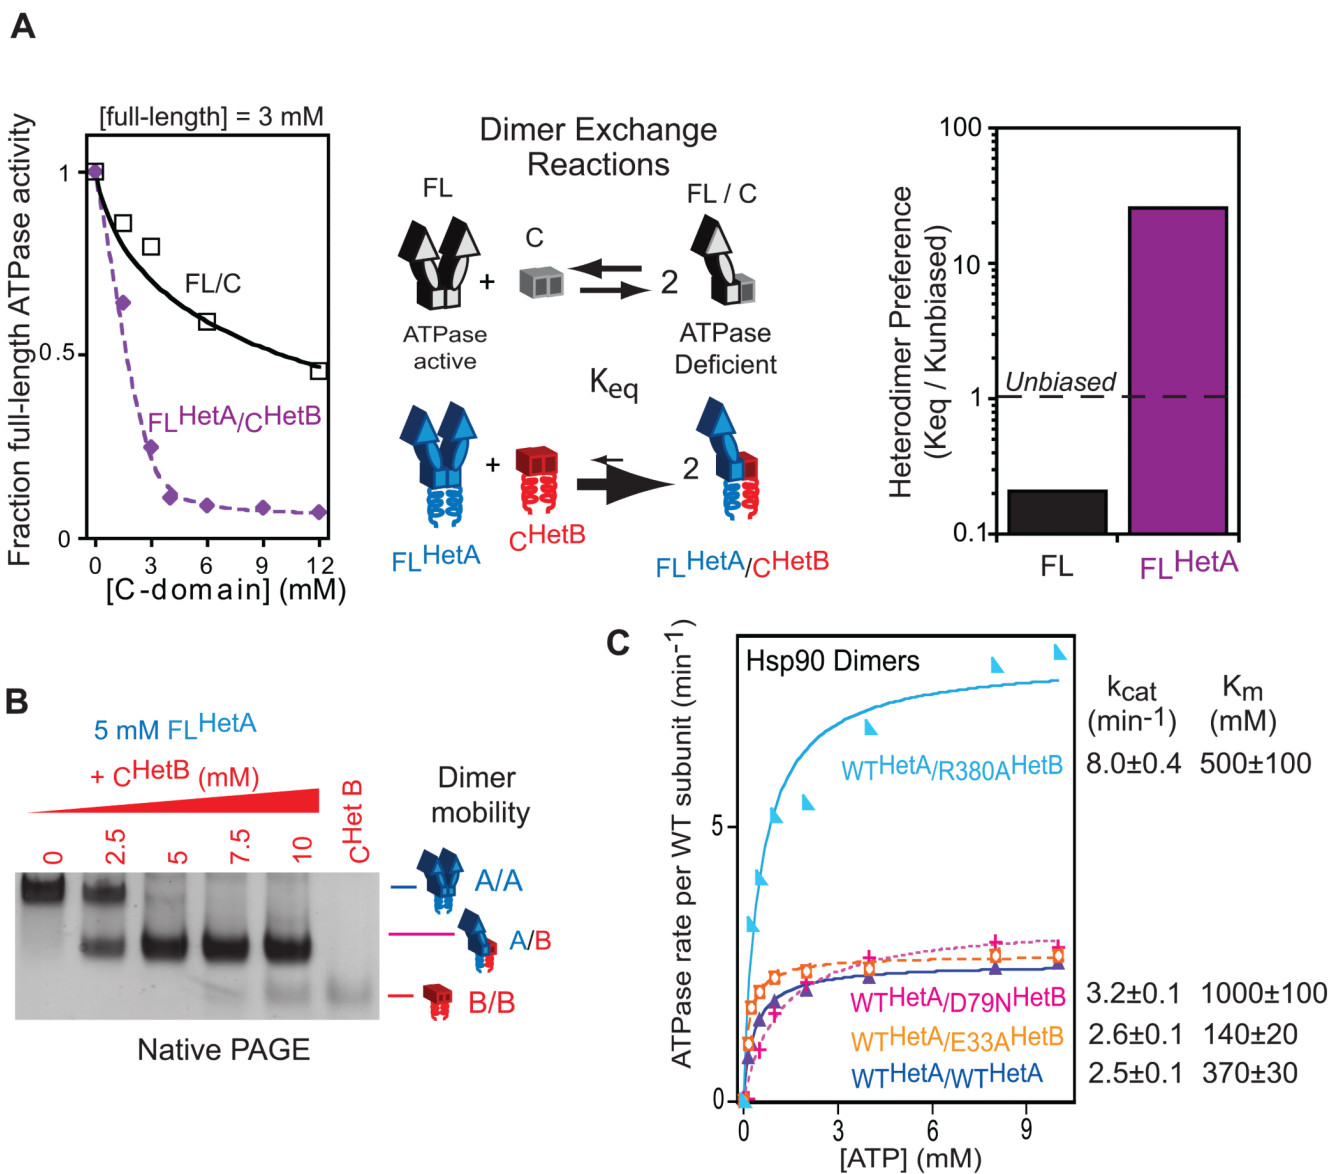 A
[full-length] = 3 mM
Fraction full-length ATPase activity
1
0.5
0
FL/C
FLHetA/CHetB
0 3 6 9 12
[C-domain] (mM)
Dimer Exchange
Reactions
FL
C
FL / C
+
2
ATPase
active
ATPase
Deficient
Keq
+
2
FLHetA
CHetB
FLHetA/CHetB
Heterodimer Preference
(Keq / Kunbiased)
100
10
1
0.1
Unbiased
FL
FLHetA
B
5 mM FLHetA
+ CHetB (mM)
0 2.5 5 7.5 10 CHet B
Dimer
mobility
A/A
A/B
B/B
Native PAGE
C
ATPase rate per WT subunit (min-1)
Hsp90 Dimers
5
0
kcat
(min-1)
Km
(mM)
WTHetA/R380AHetB 8.0±0.4 500±100
WTHetA/D79NHetB 3.2±0.1 1000±100
WTHetA/E33AHetB 2.6±0.1 140±20
WTHetA/WTHetA 2.5±0.1 370±30
0 3 6 9
[ATP] (mM)